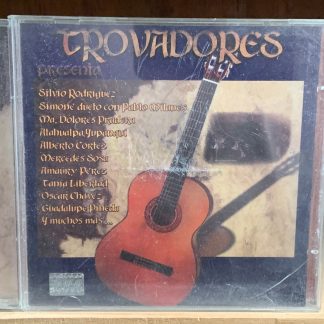 TROVADORES
presenta
Silvio Rodríguez
Simone dueto con Pablo Milanes
Ma. Dolores Pradera
Atahualpa Yupanqui
Alberto Cortes
Mercedes Sosa
Amaury Pérez
Tania Libertad
Oscar Chávez
Guadalupe Pineda
Y muchos más...